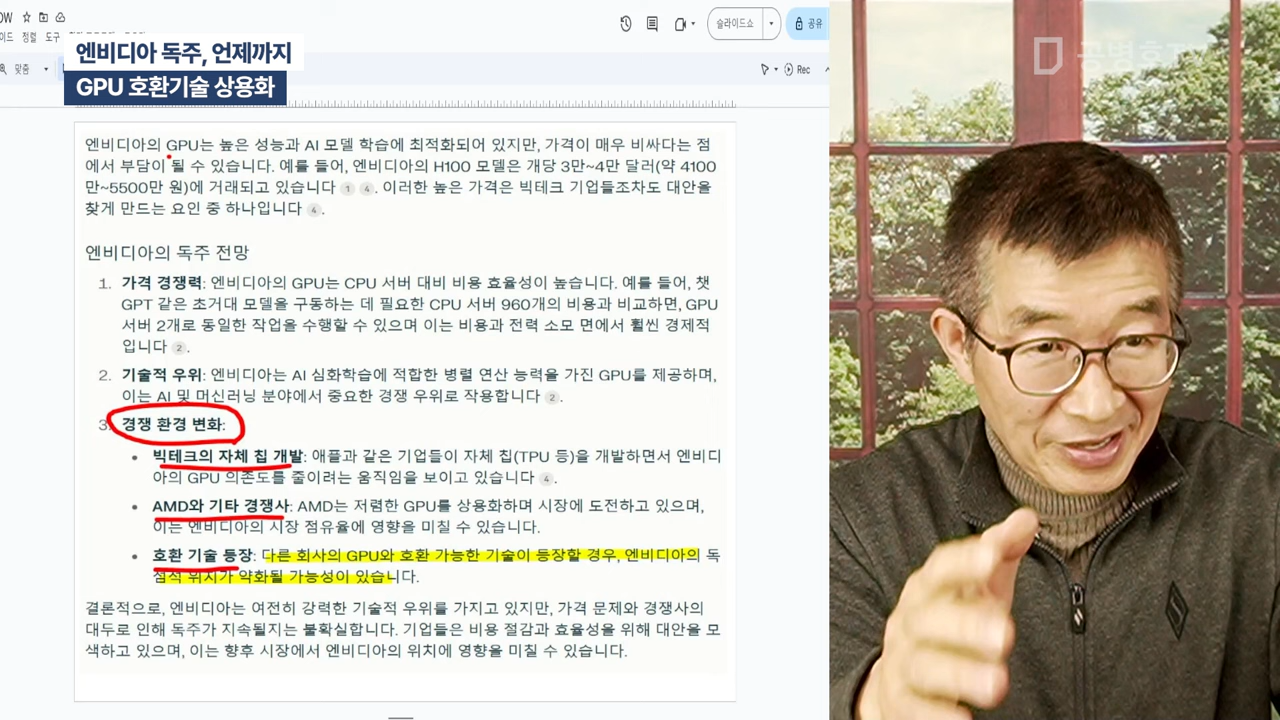 OW
이드 정렬 도구
맞춤
슬라이드쇼
공유
Rec
엔비디아 독주, 언제까지
GPU 호환기술 상용화
공병호TV
엔비디아의 GPU는 높은 성능과 AI 모델 학습에 최적화되어 있지만, 가격이 매우 비싸다는 점
에서 부담이 될 수 있습니다. 예를 들어, 엔비디아의 H100 모델은 개당 3만~4만 달러(약 4100
만~5500만 원)에 거래되고 있습니다 1 4. 이러한 높은 가격은 빅테크 기업들조차도 대안을
찾게 만드는 요인 중 하나입니다 4.
엔비디아의 독주 전망
1. 가격 경쟁력: 엔비디아의 GPU는 CPU 서버 대비 비용 효율성이 높습니다. 예를 들어, 챗
GPT 같은 초거대 모델을 구동하는 데 필요한 CPU 서버 960개의 비용과 비교하면, GPU
서버 2개로 동일한 작업을 수행할 수 있으며 이는 비용과 전력 소모 면에서 훨씬 경제적
입니다 2.
2. 기술적 우위: 엔비디아는 AI 심화학습에 적합한 병렬 연산 능력을 가진 GPU를 제공하며,
이는 AI 및 머신러닝 분야에서 중요한 경쟁 우위로 작용합니다 2.
3. 경쟁 환경 변화:
• 빅테크의 자체 칩 개발: 애플과 같은 기업들이 자체 칩(TPU 등)을 개발하면서 엔비디
아의 GPU 의존도를 줄이려는 움직임을 보이고 있습니다 4.
• AMD와 기타 경쟁사: AMD는 저렴한 GPU를 상용화하며 시장에 도전하고 있으며,
이는 엔비디아의 시장 점유율에 영향을 미칠 수 있습니다.
• 호환 기술 등장: 다른 회사의 GPU와 호환 가능한 기술이 등장할 경우, 엔비디아의 독
점적 위치가 약화될 가능성이 있습니다.
결론적으로, 엔비디아는 여전히 강력한 기술적 우위를 가지고 있지만, 가격 문제와 경쟁사의
대두로 인해 독주가 지속될지는 불확실합니다. 기업들은 비용 절감과 효율성을 위해 대안을 모
색하고 있으며, 이는 향후 시장에서 엔비디아의 위치에 영향을 미칠 수 있습니다.